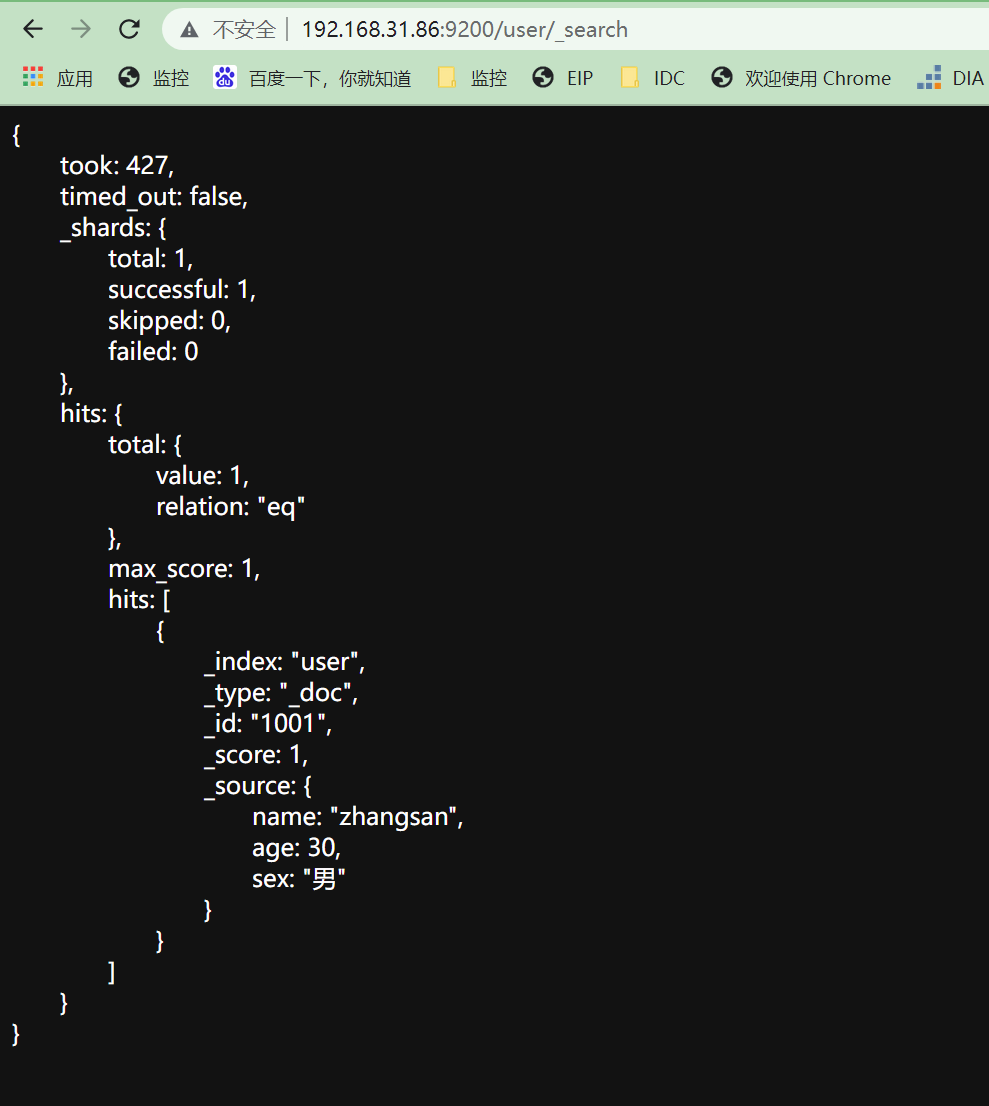 不安全 192.168.31.86:9200/user/_search
应用 监控 du 百度一下，你就知道 监控 EIP IDC 欢迎使用 Chrome DIA
{
took: 427,
timed_out: false,
_shards: {
total: 1,
successful: 1,
skipped: 0,
failed: 0
},
hits: {
total: {
value: 1,
relation: "eq"
},
max_score: 1,
hits: [
{
_index: "user",
_type: "_doc",
_id: "1001",
_score: 1,
_source: {
name: "zhangsan",
age: 30,
sex: "男"
}
}
]
}
}